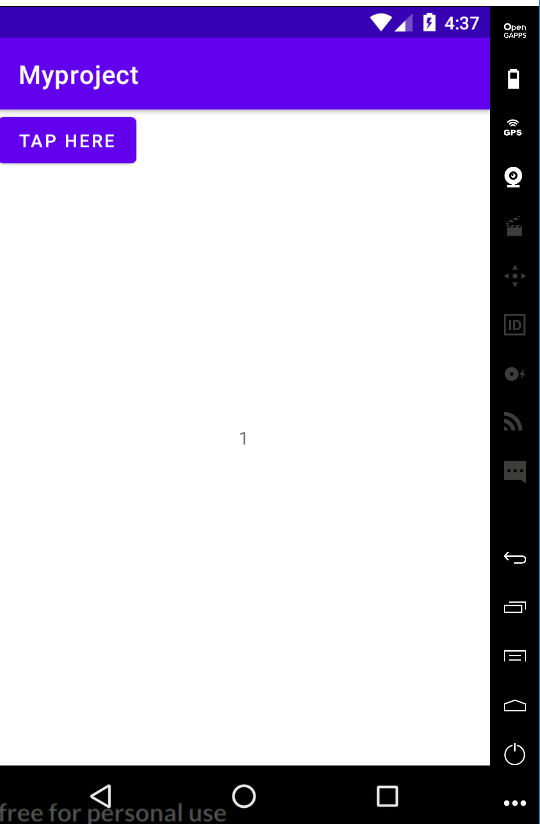 4:37
Open
GAPPS
Myproject
GPS
TAP HERE
ID
1
free for personal use